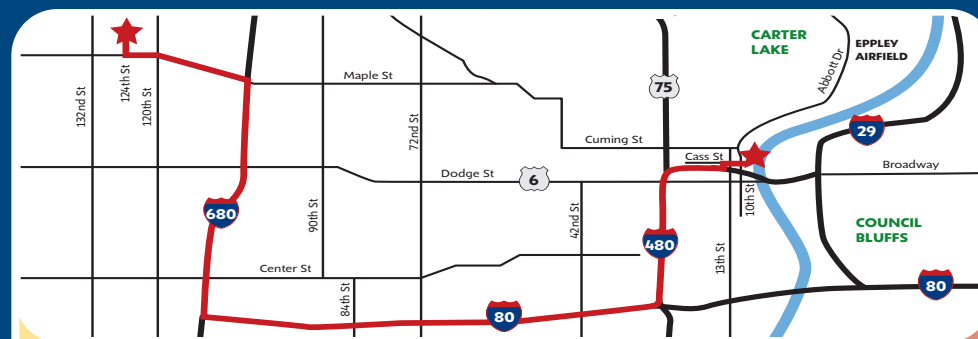 CARTER
LAKE
EPPLEY
AIRFIELD
Abbott Dr
132nd St
124th St
120th St
Maple St
75
72nd St
29
Cuming St
Cass St
Broadway
Dodge St
6
10th St
680
90th St
42nd St
480
13th St
COUNCIL
BLUFFS
Center St
84th St
80
80